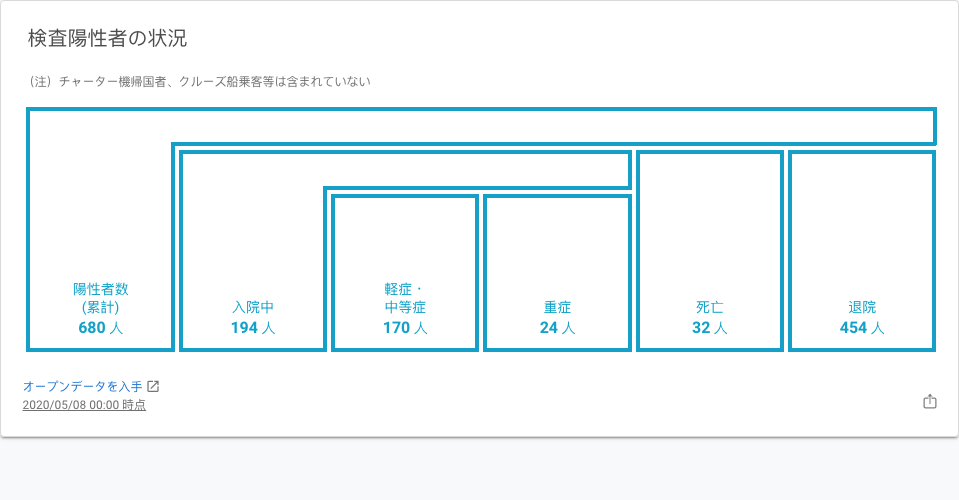 検査陽性者の状況
（注）チャーター機帰国者、クルーズ船乗客等は含まれていない
陽性者数
(累計)
680 人
入院中
194 人
軽症・
中等症
170 人
重症
24 人
死亡
32 人
退院
454 人
オープンデータを入手
2020/05/08 00:00 時点